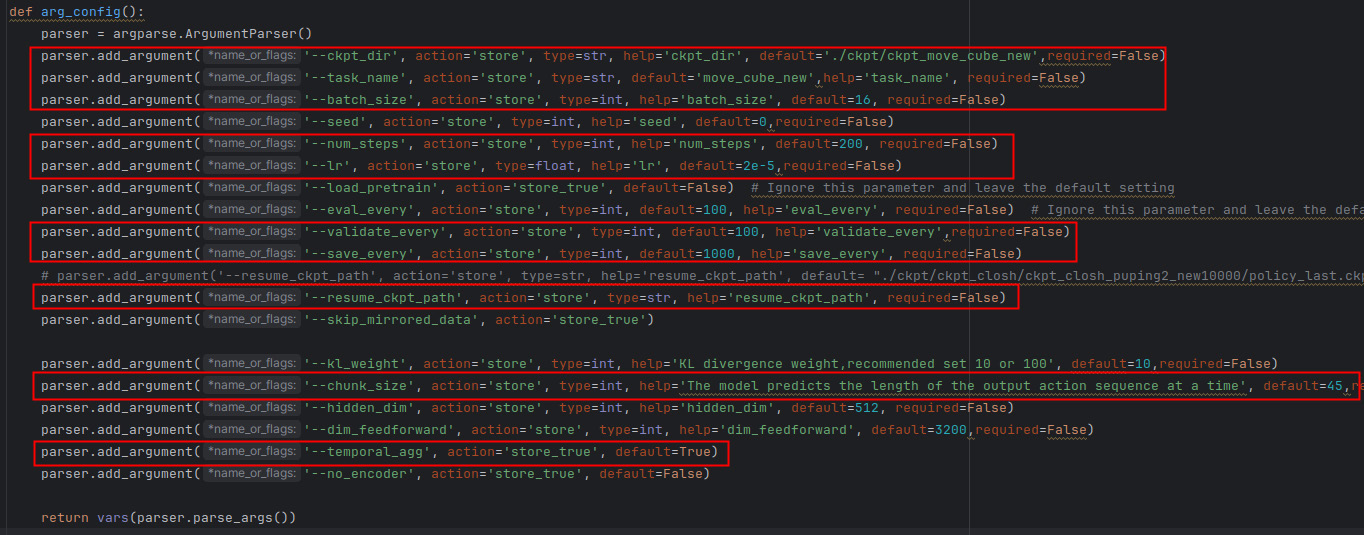 def arg_config():
parser = argparse.ArgumentParser()
parser.add_argument(*name_or_flags: '--ckpt_dir', action='store', type=str, help='ckpt_dir', default='./ckpt/ckpt_move_cube_new',required=False)
parser.add_argument(*name_or_flags: '--task_name', action='store', type=str, default='move_cube_new',help='task_name', required=False)
parser.add_argument(*name_or_flags: '--batch_size', action='store', type=int, help='batch_size', default=16, required=False)
parser.add_argument(*name_or_flags: '--seed', action='store', type=int, help='seed', default=0,required=False)
parser.add_argument(*name_or_flags: '--num_steps', action='store', type=int, help='num_steps', default=200, required=False)
parser.add_argument(*name_or_flags: '--lr', action='store', type=float, help='lr', default=2e-5,required=False)
parser.add_argument(*name_or_flags: '--load_pretrain', action='store_true', default=False) # Ignore this parameter and leave the default setting
parser.add_argument(*name_or_flags: '--eval_every', action='store', type=int, default=100, help='eval_every', required=False) # Ignore this parameter and leave the defa
parser.add_argument(*name_or_flags: '--validate_every', action='store', type=int, default=100, help='validate_every',required=False)
parser.add_argument(*name_or_flags: '--save_every', action='store', type=int, default=1000, help='save_every', required=False)
# parser.add_argument('--resume_ckpt_path', action='store', type=str, help='resume_ckpt_path', default= "./ckpt/ckpt_closh/ckpt_closh_puping2_new10000/policy_last.ckp
parser.add_argument(*name_or_flags: '--resume_ckpt_path', action='store', type=str, help='resume_ckpt_path', required=False)
parser.add_argument(*name_or_flags: '--skip_mirrored_data', action='store_true')
parser.add_argument(*name_or_flags: '--kl_weight', action='store', type=int, help='KL divergence weight,recommended set 10 or 100', default=10,required=False)
parser.add_argument(*name_or_flags: '--chunk_size', action='store', type=int, help='The model predicts the length of the output action sequence at a time', default=45,re
parser.add_argument(*name_or_flags: '--hidden_dim', action='store', type=int, help='hidden_dim', default=512, required=False)
parser.add_argument(*name_or_flags: '--dim_feedforward', action='store', type=int, help='dim_feedforward', default=3200,required=False)
parser.add_argument(*name_or_flags: '--temporal_agg', action='store_true', default=True)
parser.add_argument(*name_or_flags: '--no_encoder', action='store_true', default=False)
return vars(parser.parse_args())